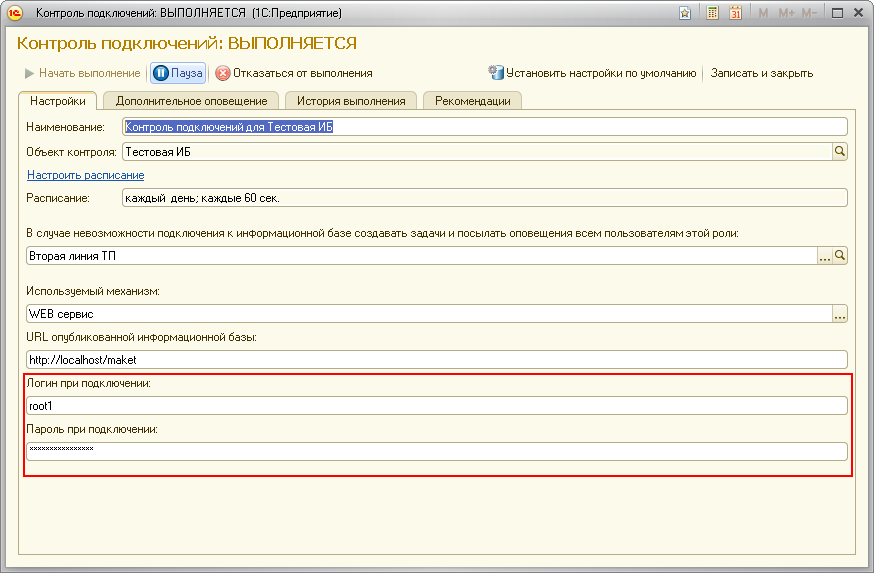 Контроль подключений: ВЫПОЛНЯЕТСЯ (1С:Предприятие)
31 M M+ M-
Контроль подключений: ВЫПОЛНЯЕТСЯ
Начать выполнение Пауза Отказаться от выполнения Установить настройки по умолчанию Записать и закрыть
Настройки Дополнительное оповещение История выполнения Рекомендации
Наименование: Контроль подключений для Тестовая ИБ
Объект контроля: Тестовая ИБ
Настроить расписание
Расписание: каждый день; каждые 60 сек.
В случае невозможности подключения к информационной базе создавать задачи и посылать оповещения всем пользователям этой роли:
Вторая линия ТП ...
Используемый механизм:
WEB сервис ...
URL опубликованной информационной базы:
http://localhost/maket
Логин при подключении:
root1
Пароль при подключении:
****************